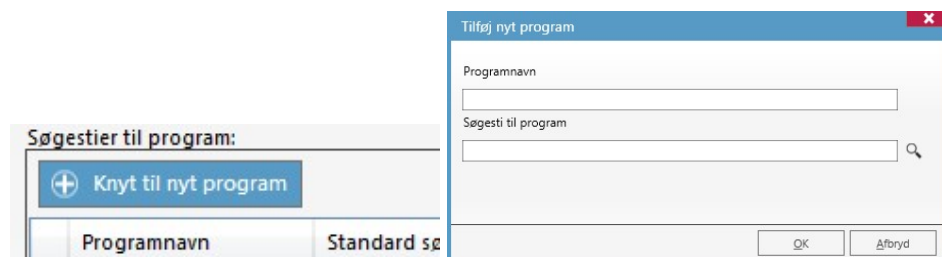 Søgestier til program:
Knyt til nyt program
Programnavn Standard sø
Tilføj nyt program
Programnavn
Søgesti til program
OK Afbryd